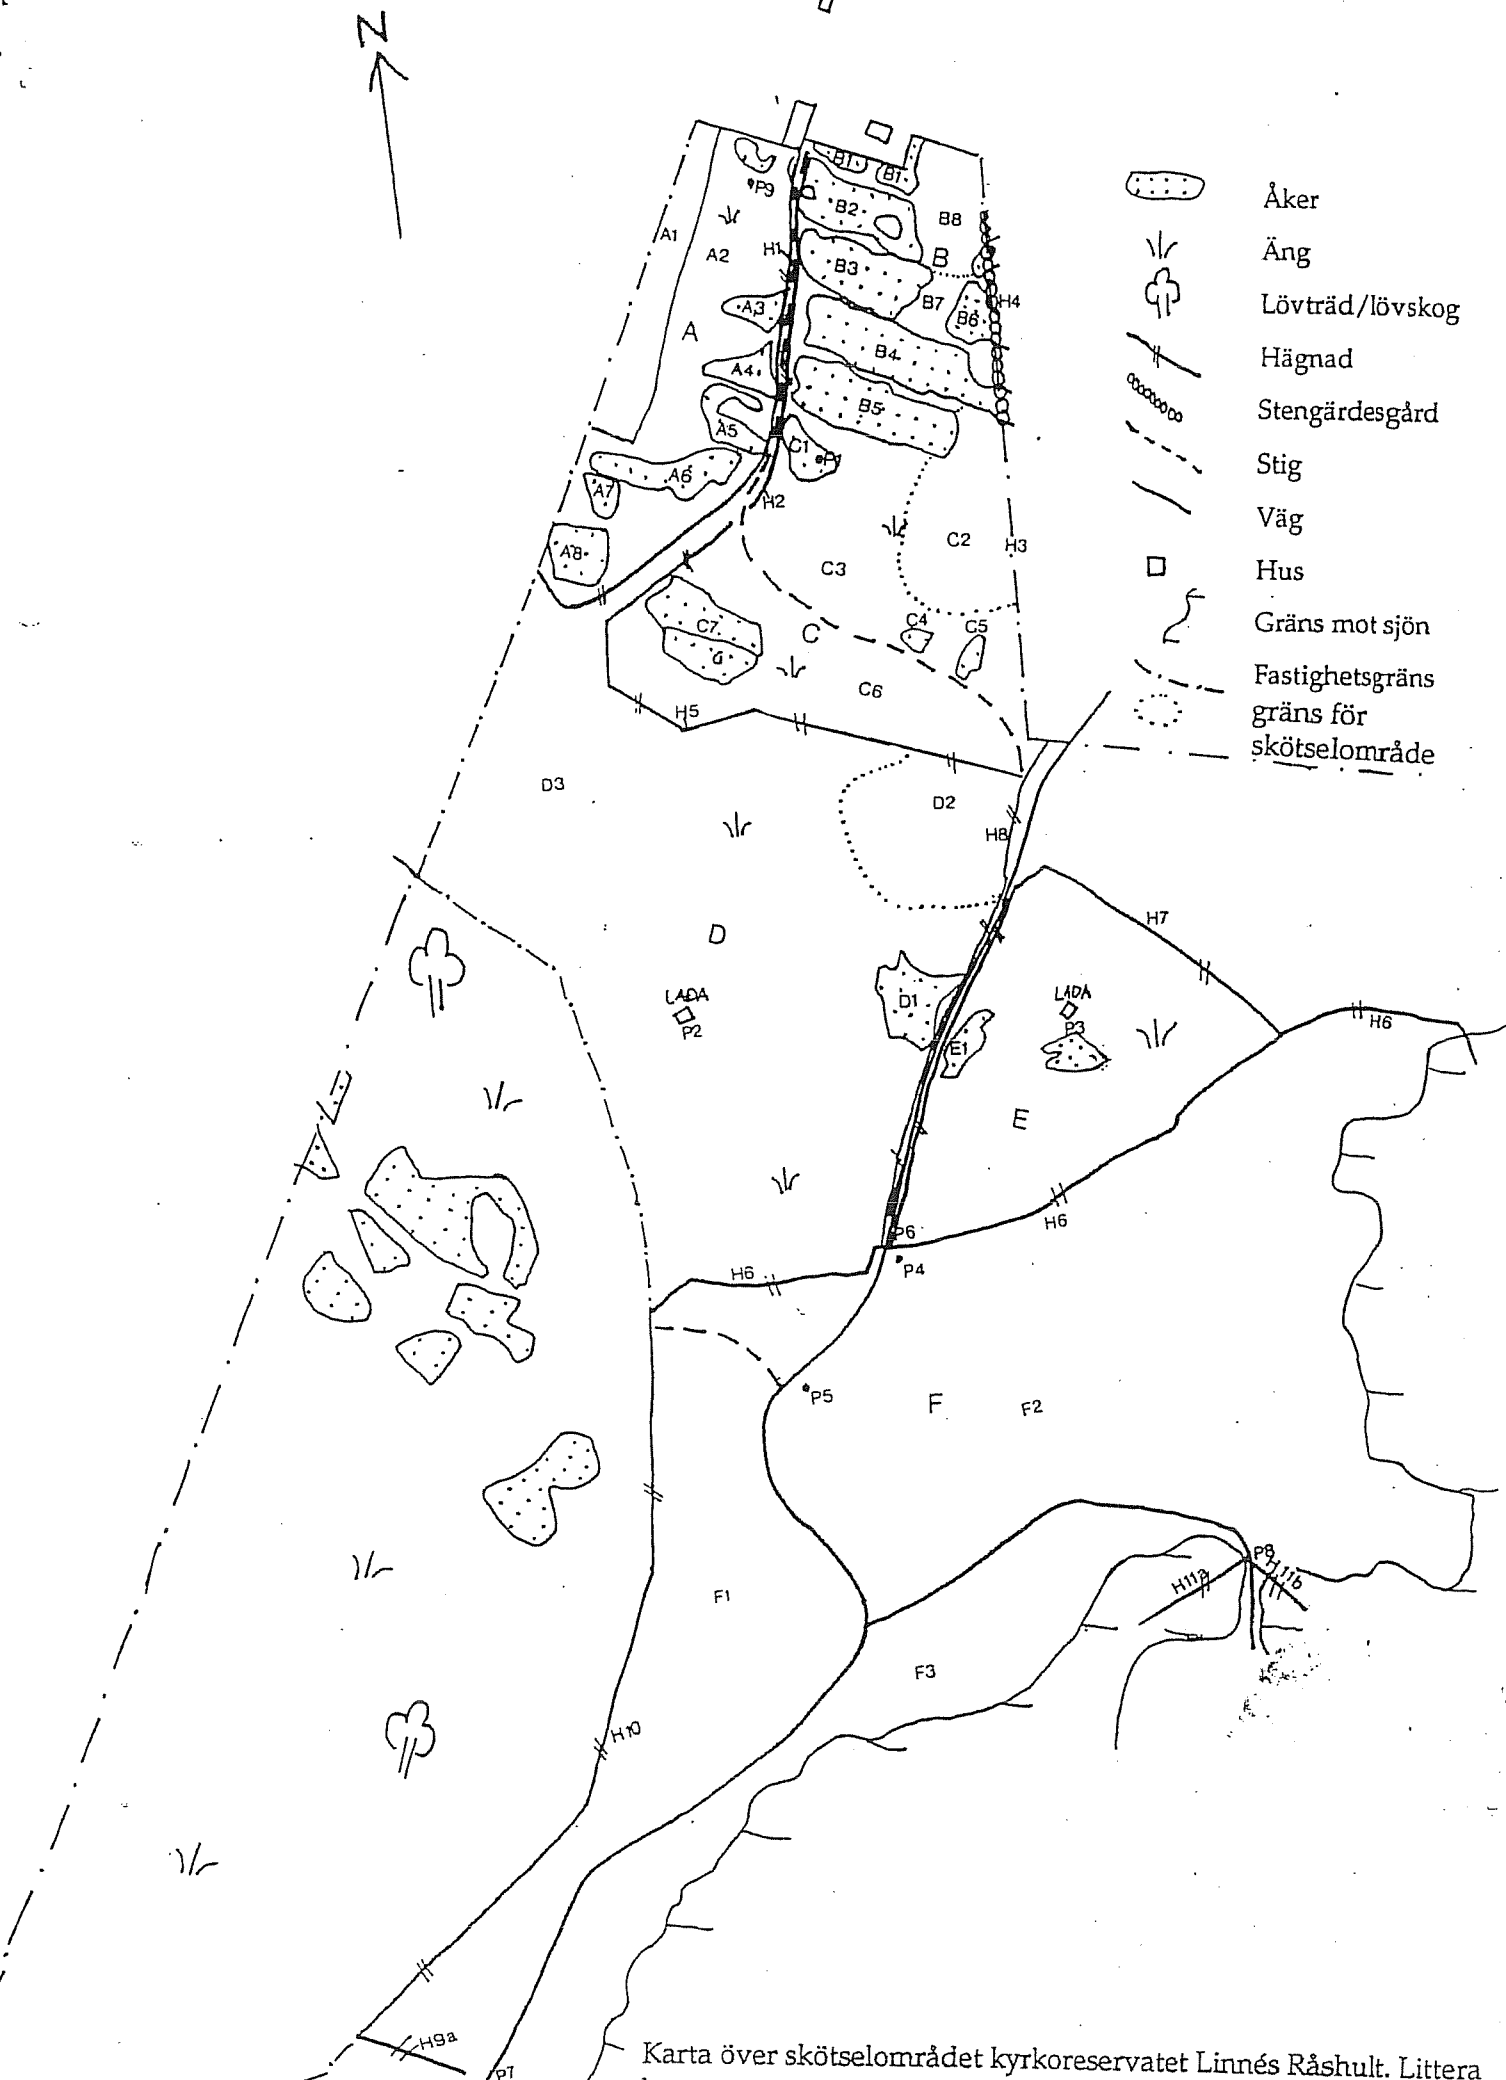 N
Åker
Äng
Lövträd/lövskog
Hägnad
Stengärdesgård
Stig
Väg
Hus
Gräns mot sjön
Fastighetsgräns
gräns för
skötselområde
B1
B1
P9
B2
B8
A1
A2
H1
B3
B
A3
B7
B6
H4
A
A4
B4
A5
B5
C1
P1
A6
A7
H2
A8
C2
H3
C3
C4
C5
C7
C
G
C6
H5
D3
D2
H8
H7
D
LADA
P2
D1
E1
LADA
P3
H6
E
H6
P6
P4
H6
P5
F
F2
P8
H11a
H11b
F1
F3
H10
H9a
P7
Karta över skötselområdet kyrkoreservatet Linnés Råshult. Littera